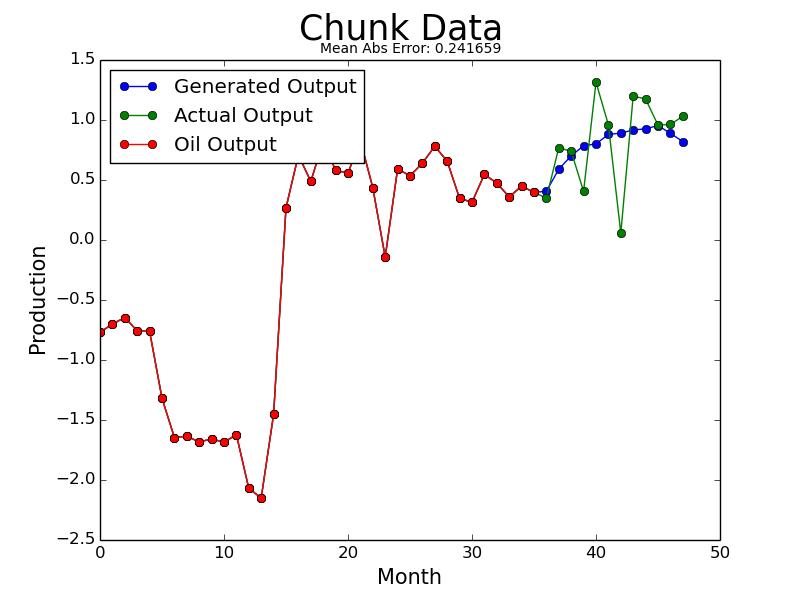 Chunk Data
Mean Abs Error: 0.241659
Generated Output
Actual Output
Oil Output
1.5
1.0
0.5
0.0
−0.5
−1.0
−1.5
−2.0
−2.5
Production
0 10 20 30 40 50
Month